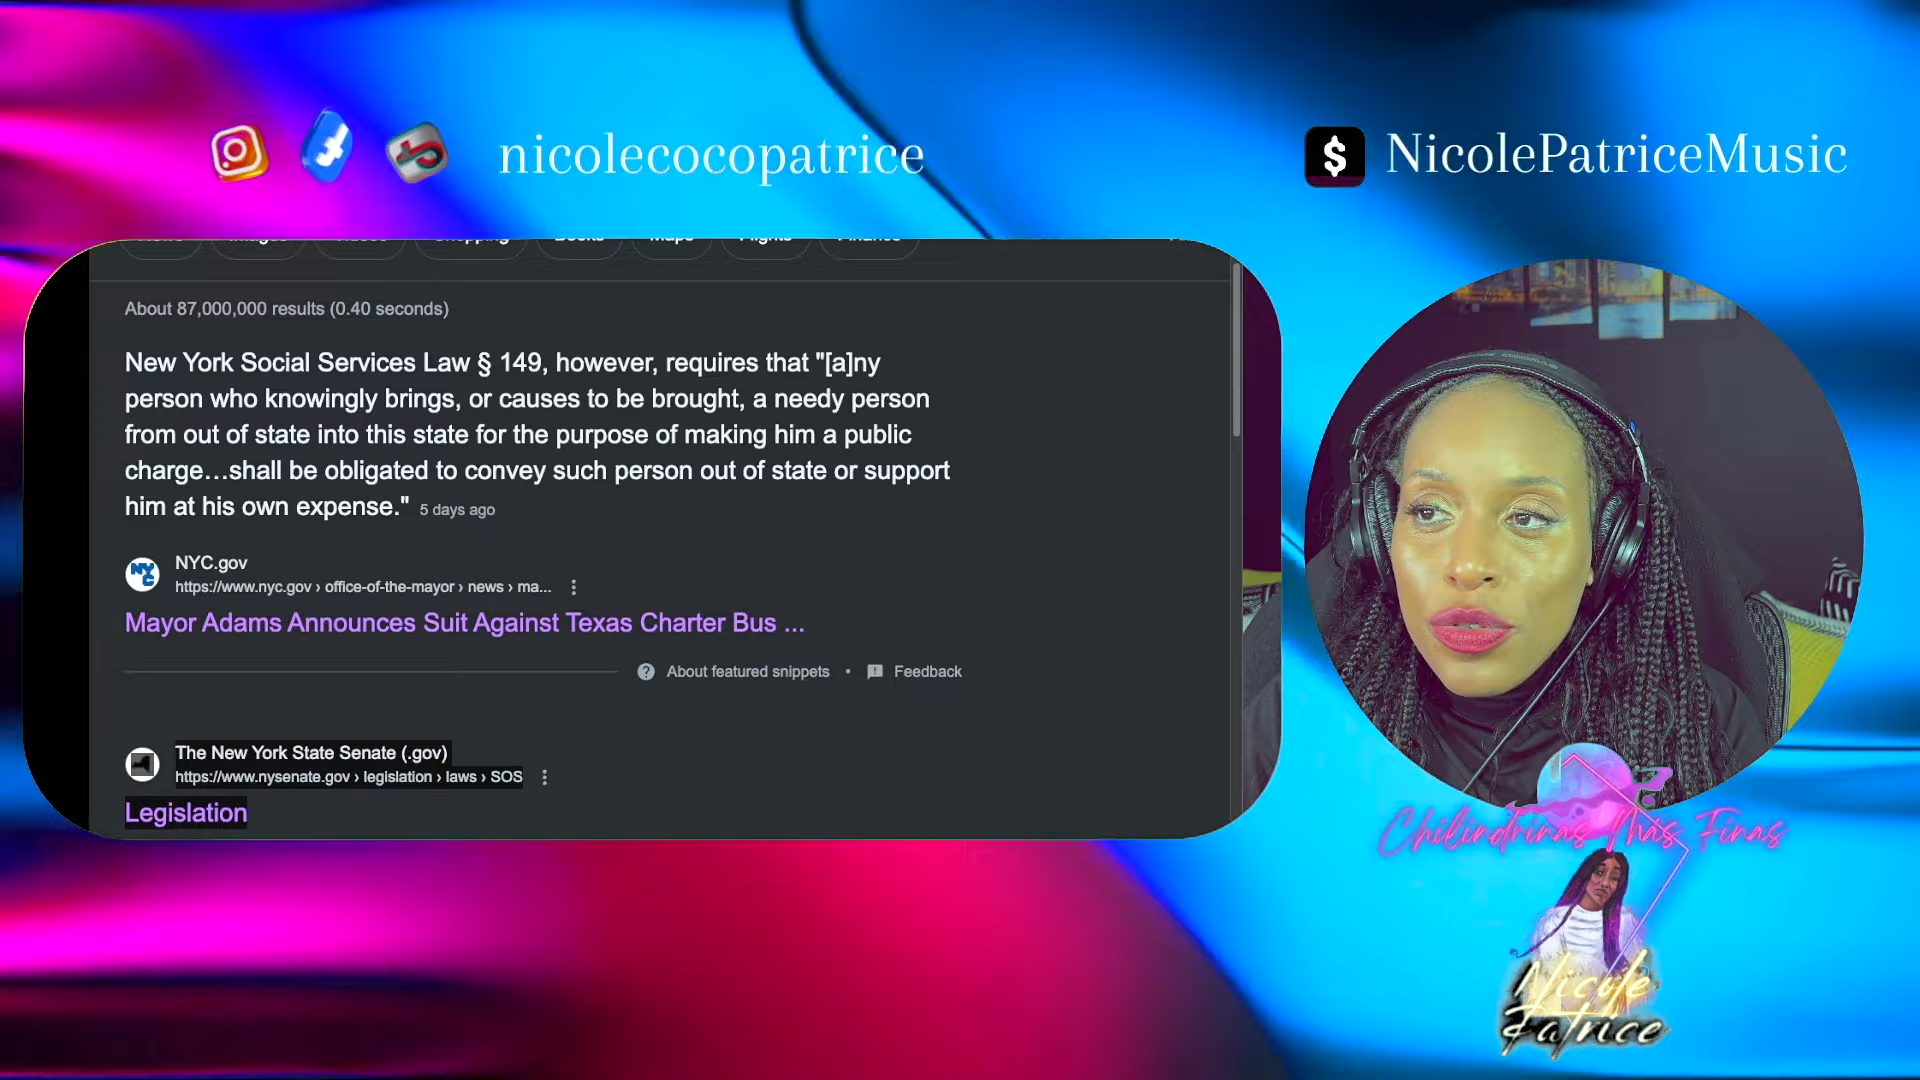 nicolecocopatrice
NicolePatriceMusic
About 87,000,000 results (0.40 seconds)
New York Social Services Law § 149, however, requires that "[a]ny
person who knowingly brings, or causes to be brought, a needy person
from out of state into this state for the purpose of making him a public
charge…shall be obligated to convey such person out of state or support
him at his own expense." 5 days ago
NYC
NYC.gov
https://www.nyc.gov › office-of-the-mayor › news › ma...
Mayor Adams Announces Suit Against Texas Charter Bus ...
About featured snippets • Feedback
The New York State Senate (.gov)
https://www.nysenate.gov › legislation › laws › SOS
Legislation
Chilindrinas Más Finas
Nicole
Patrice